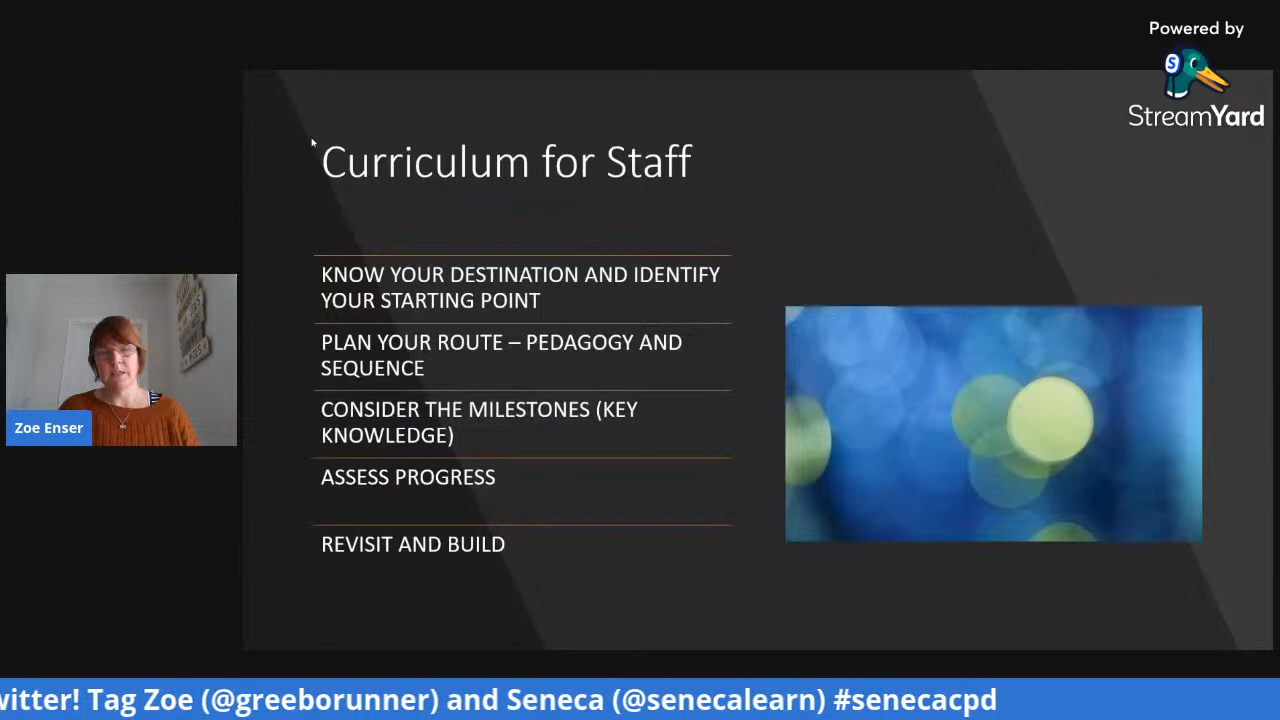 Powered by
S
StreamYard
Curriculum for Staff
KNOW YOUR DESTINATION AND IDENTIFY
YOUR STARTING POINT
PLAN YOUR ROUTE – PEDAGOGY AND
SEQUENCE
CONSIDER THE MILESTONES (KEY
KNOWLEDGE)
ASSESS PROGRESS
REVISIT AND BUILD
Zoe Enser
witter! Tag Zoe (@greeborunner) and Seneca (@senecalearn) #senecacpd